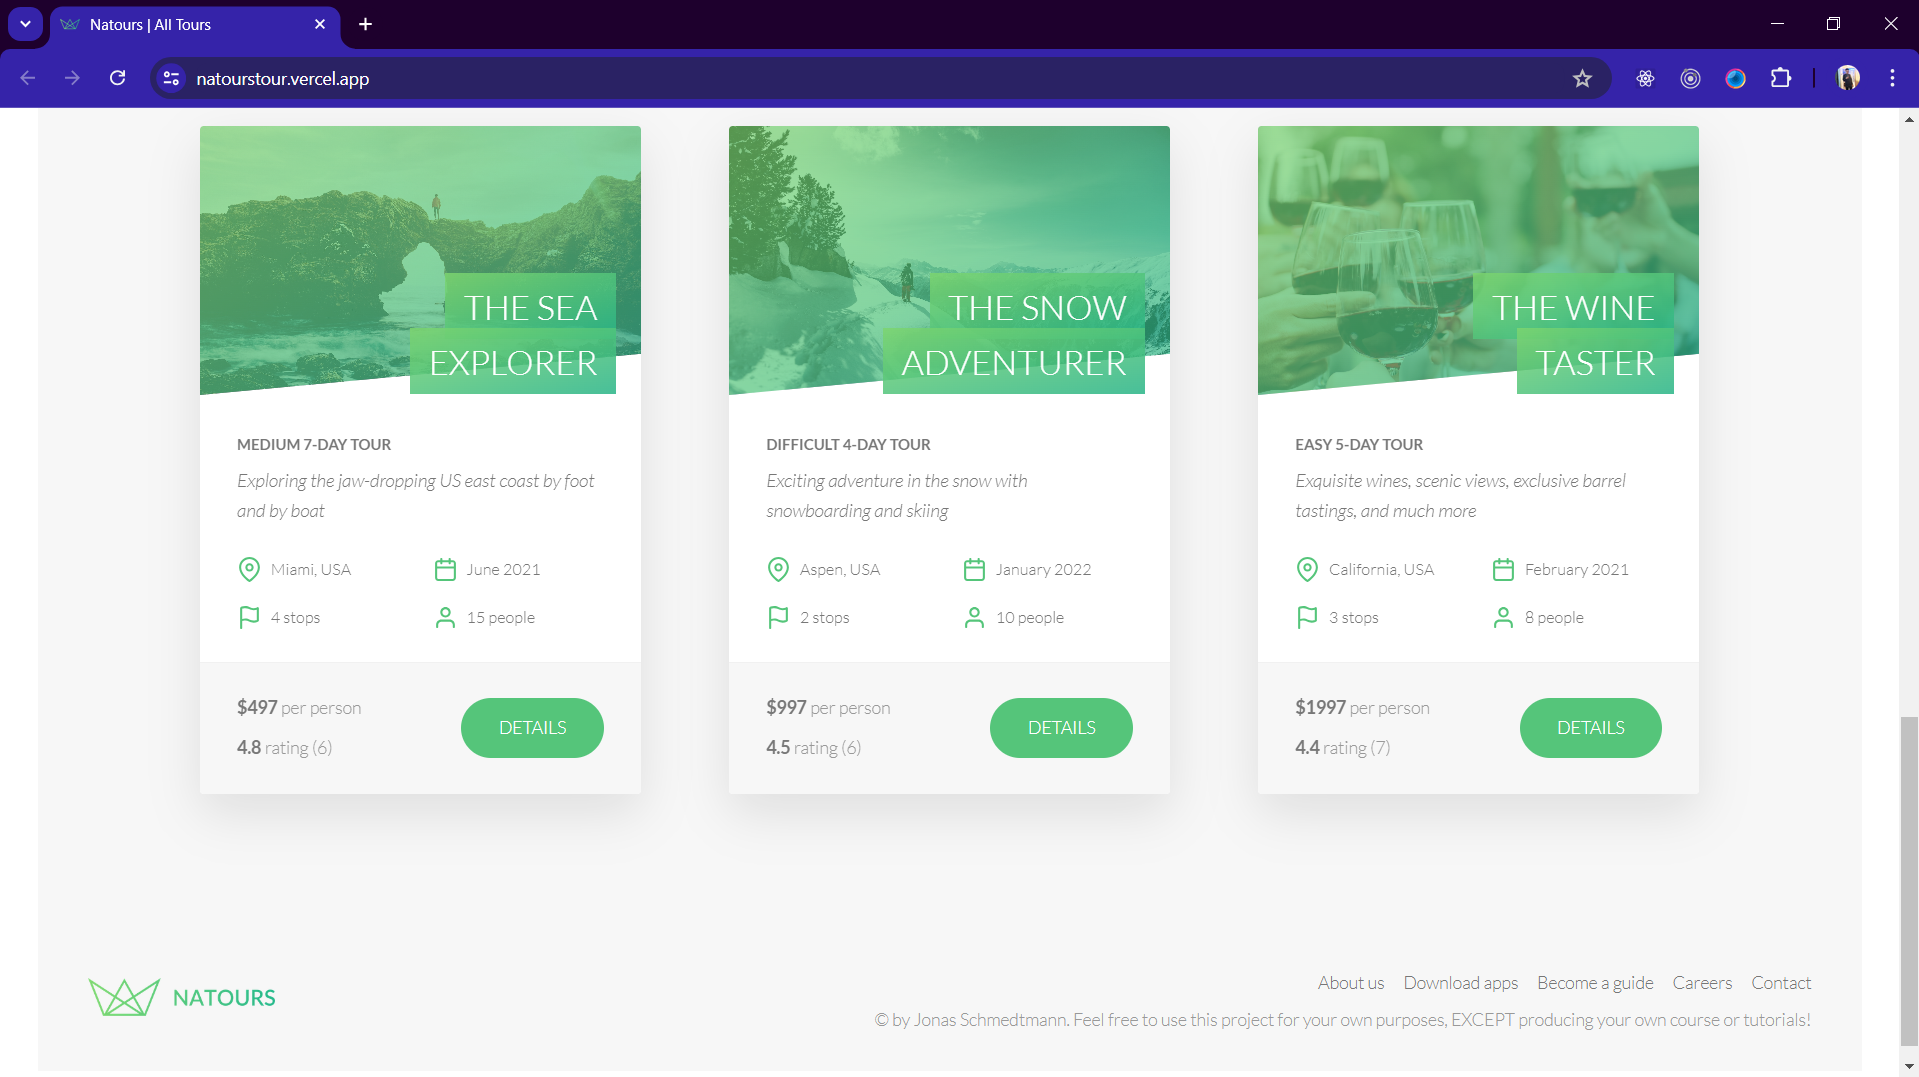 Natours | All Tours
natourstour.vercel.app
THE SEA
EXPLORER
MEDIUM 7-DAY TOUR
Exploring the jaw-dropping US east coast by foot
and by boat
Miami, USA
June 2021
4 stops
15 people
$497 per person
4.8 rating (6)
DETAILS
THE SNOW
ADVENTURER
DIFFICULT 4-DAY TOUR
Exciting adventure in the snow with
snowboarding and skiing
Aspen, USA
January 2022
2 stops
10 people
$997 per person
4.5 rating (6)
DETAILS
THE WINE
TASTER
EASY 5-DAY TOUR
Exquisite wines, scenic views, exclusive barrel
tastings, and much more
California, USA
February 2021
3 stops
8 people
$1997 per person
4.4 rating (7)
DETAILS
NATOURS
About us Download apps Become a guide Careers Contact
© by Jonas Schmedtmann. Feel free to use this project for your own purposes, EXCEPT producing your own course or tutorials!